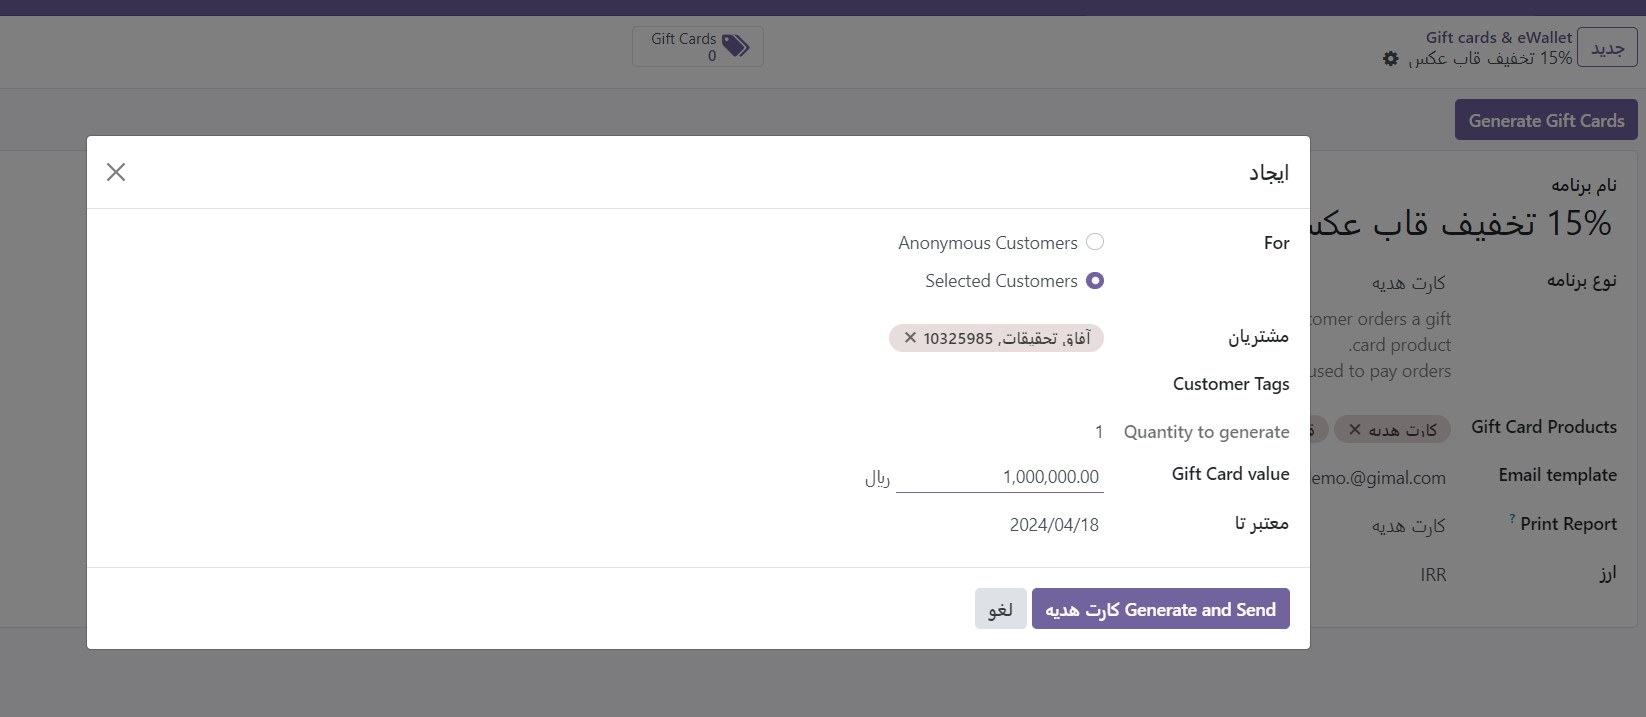 Gift cards & eWallet
15% تخفیف قاب عکس
جدید
Gift Cards
0
Generate Gift Cards
نام برنامه
15% تخفیف قاب عکس
نوع برنامه
کارت هدیه
tomer orders a gift
card product.
used to pay orders
Gift Card Products
کارت هدیه ×
Email template
emo.@gimal.com
Print Report ?
کارت هدیه
ارز
IRR
ایجاد
For
Anonymous Customers
Selected Customers
مشتریان
آفاق تحقیقات, 10325985 ×
Customer Tags
Quantity to generate
1
Gift Card value
1,000,000.00 ریال
معتبر تا
2024/04/18
Generate and Send کارت هدیه
لغو